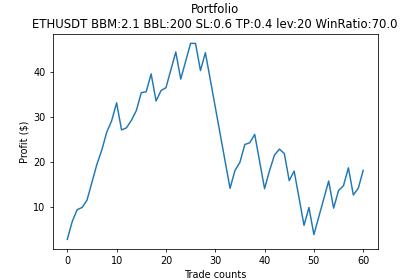 Portfolio
ETHUSDT BBM:2.1 BBL:200 SL:0.6 TP:0.4 lev:20 WinRatio:70.0
Profit ($)
40
30
20
10
0
10
20
30
40
50
60
Trade counts